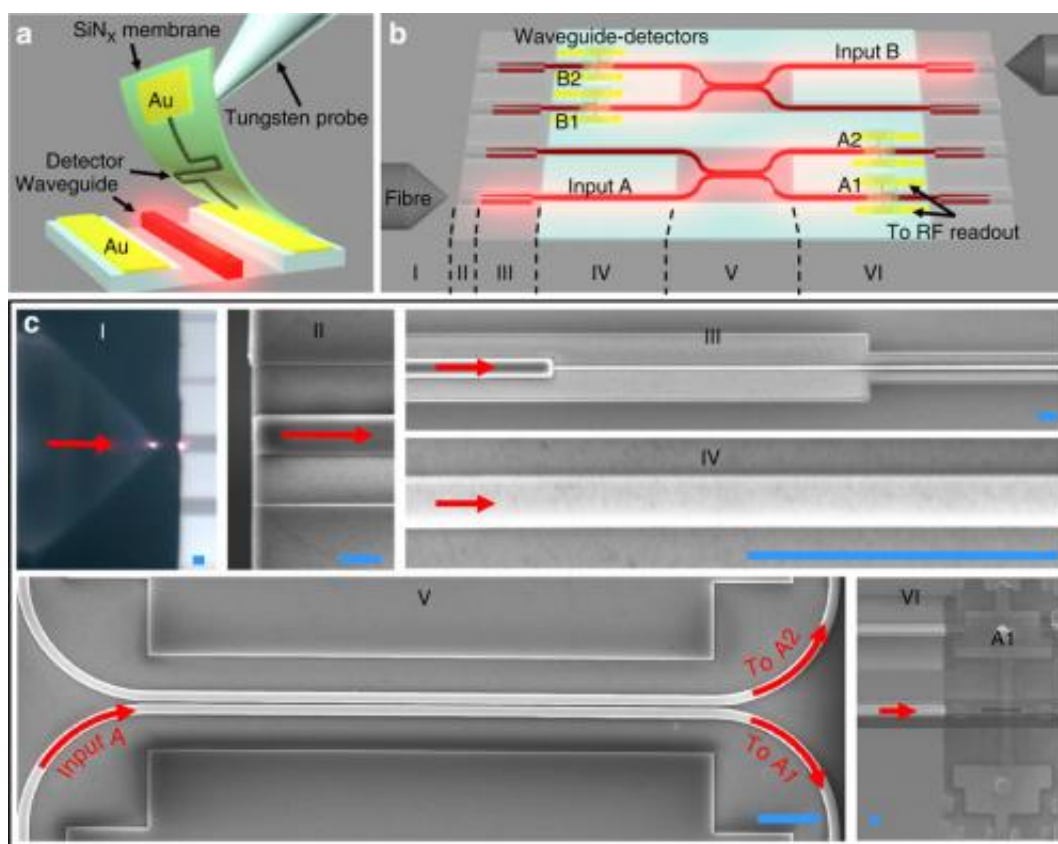 a
SiNX membrane
Au
Tungsten probe
Detector
Waveguide
Au
b
Waveguide-detectors
Input B
B2
B1
A2
Input A
A1
Fibre
To RF readout
I
II
III
IV
V
VI
c
I
II
III
IV
V
To A2
Input A
To A1
VI
A1